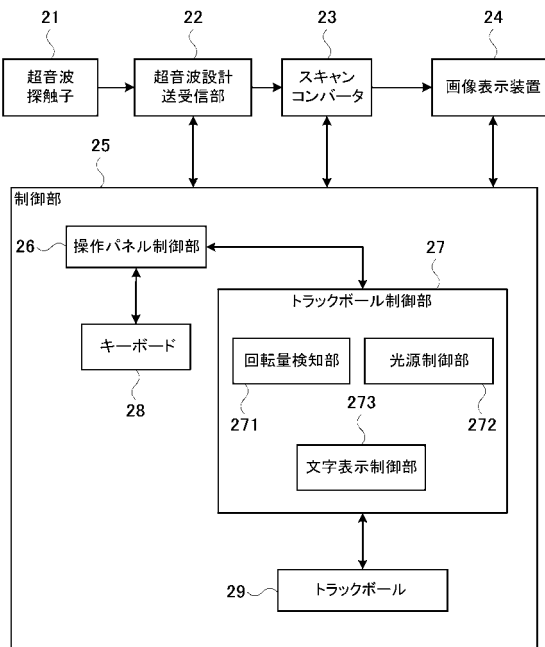 21
22
23
24
超音波
探触子
超音波設計
送受信部
スキャン
コンバータ
画像表示装置
25
制御部
26
操作パネル制御部
27
トラックボール制御部
キーボード
28
回転量検知部
光源制御部
271
273
272
文字表示制御部
29
トラックボール